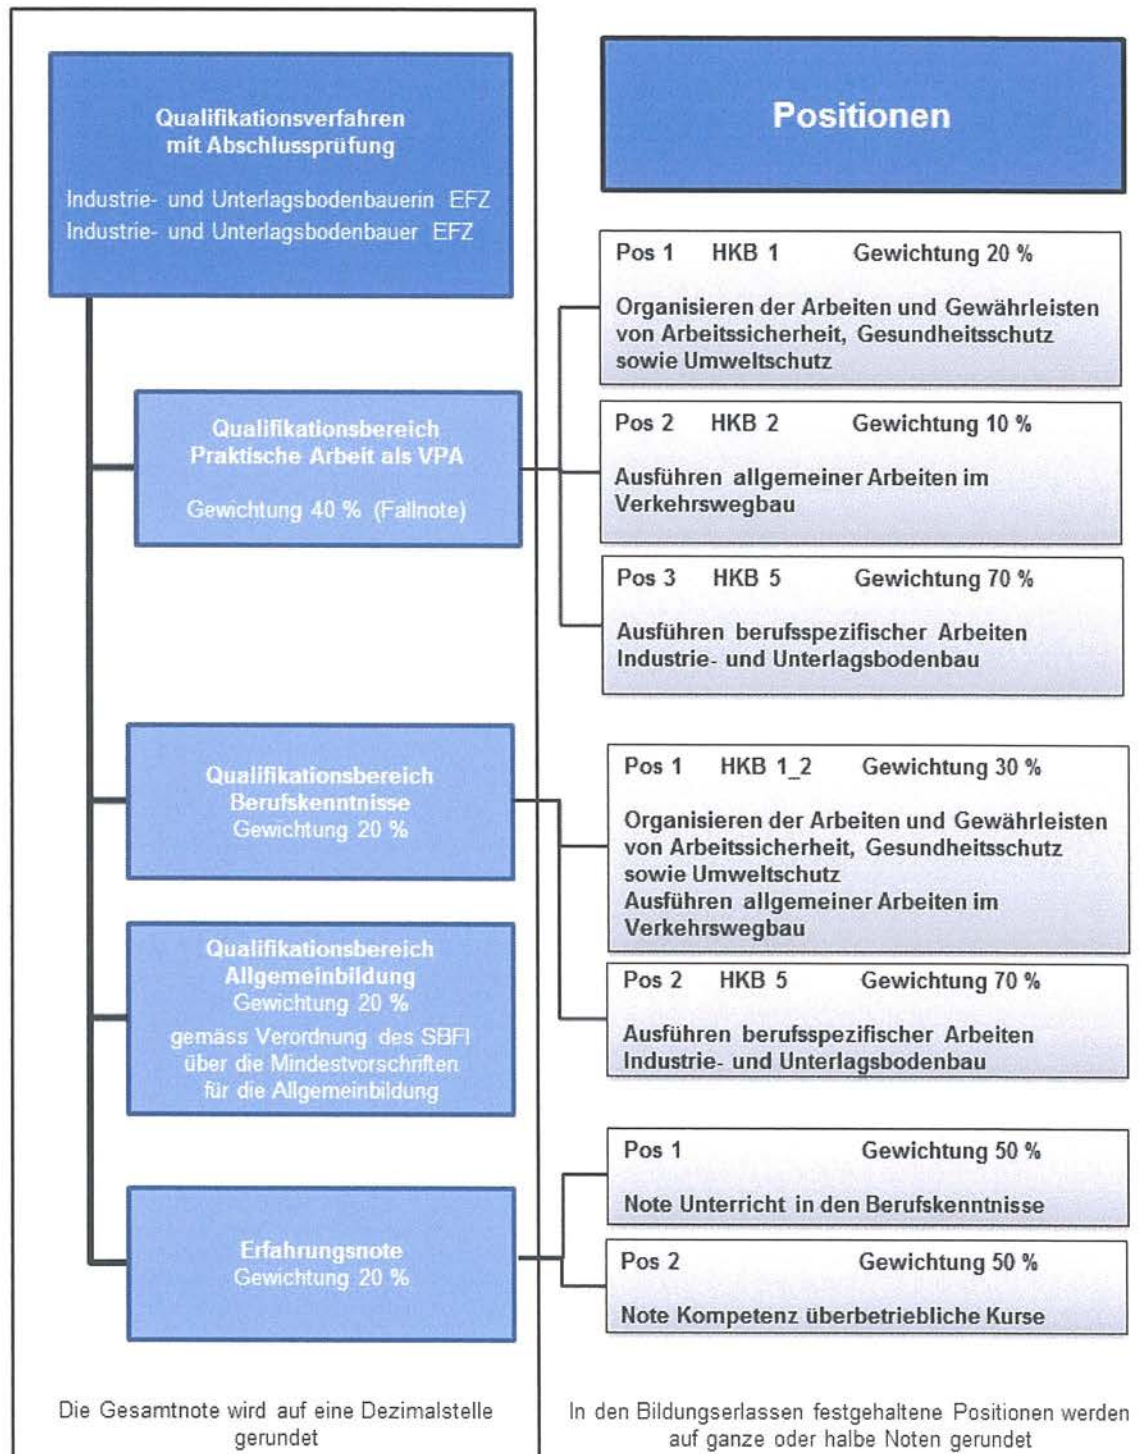 Qualifikationsverfahren
mit Abschlussprüfung
Industrie- und Unterlagsbodenbauerin EFZ
Industrie- und Unterlagsbodenbauer EFZ
Positionen
Qualifikationsbereich
Praktische Arbeit als VPA
Gewichtung 40 % (Fallnote)
Pos 1 HKB 1 Gewichtung 20 %
Organisieren der Arbeiten und Gewährleisten
von Arbeitssicherheit, Gesundheitsschutz
sowie Umweltschutz
Pos 2 HKB 2 Gewichtung 10 %
Ausführen allgemeiner Arbeiten im
Verkehrswegbau
Pos 3 HKB 5 Gewichtung 70 %
Ausführen berufsspezifischer Arbeiten
Industrie- und Unterlagsbodenbau
Qualifikationsbereich
Berufskenntnisse
Gewichtung 20 %
Pos 1 HKB 1_2 Gewichtung 30 %
Organisieren der Arbeiten und Gewährleisten
von Arbeitssicherheit, Gesundheitsschutz
sowie Umweltschutz
Ausführen allgemeiner Arbeiten im
Verkehrswegbau
Pos 2 HKB 5 Gewichtung 70 %
Ausführen berufsspezifischer Arbeiten
Industrie- und Unterlagsbodenbau
Qualifikationsbereich
Allgemeinbildung
Gewichtung 20 %
gemäss Verordnung des SBFI
über die Mindestvorschriften
für die Allgemeinbildung
Erfahrungsnote
Gewichtung 20 %
Pos 1 Gewichtung 50 %
Note Unterricht in den Berufskenntnisse
Pos 2 Gewichtung 50 %
Note Kompetenz überbetriebliche Kurse
Die Gesamtnote wird auf eine Dezimalstelle
gerundet
In den Bildungserlassen festgehaltene Positionen werden
auf ganze oder halbe Noten gerundet